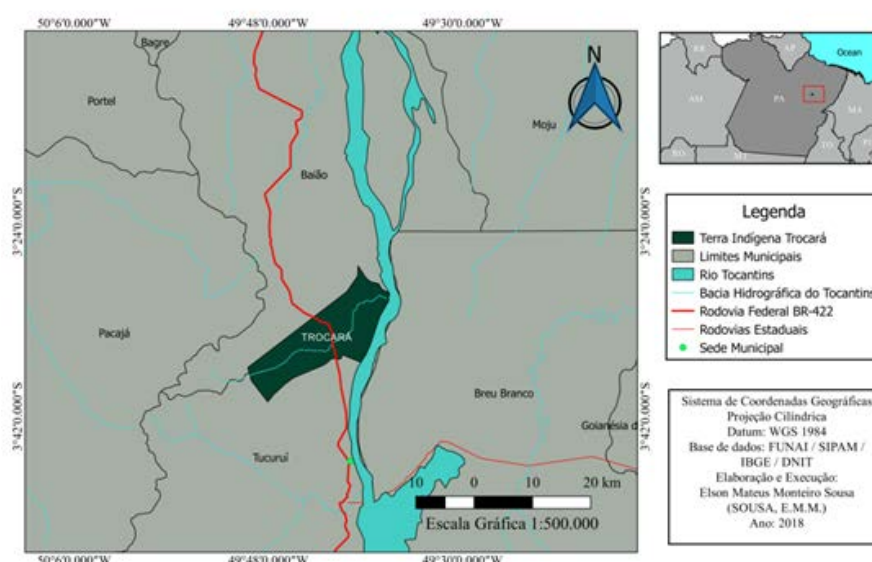 50°6'0.000"W
49°48'0.000"W
49°30'0.000"W
Bagre
Portel
Baião
Moju
N
3°24'0.000"S
3°24'0.000"S
TROCARÁ
Pacajá
Breu Branco
Goianésia d
3°42'0.000"S
3°42'0.000"S
Tucuruí
10 0 10 20 km
Escala Gráfica 1:500.000
50°6'0.000"W
49°48'0.000"W
49°30'0.000"W
Ocean
RR
AP
AM
PA
MA
RO
MT
TO
Legenda
Terra Indígena Trocará
Limites Municipais
Rio Tocantins
Bacia Hidrográfica do Tocantins
Rodovia Federal BR-422
Rodovias Estaduais
Sede Municipal
Sistema de Coordenadas Geográficas
Projeção Cilíndrica
Datum: WGS 1984
Base de dados: FUNAI / SIPAM /
IBGE / DNIT
Elaboração e Execução:
Elson Mateus Monteiro Sousa
(SOUSA, E.M.M.)
Ano: 2018